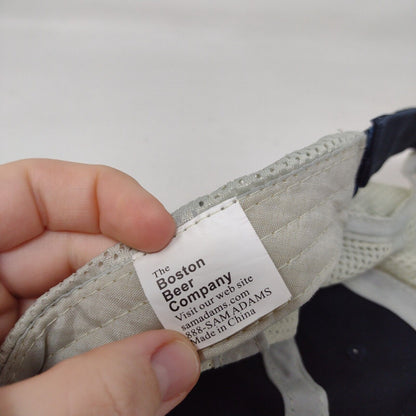 The
Boston
Beer
Company
Visit our web site
samadams.com
888-SAM ADAMS
Made in China